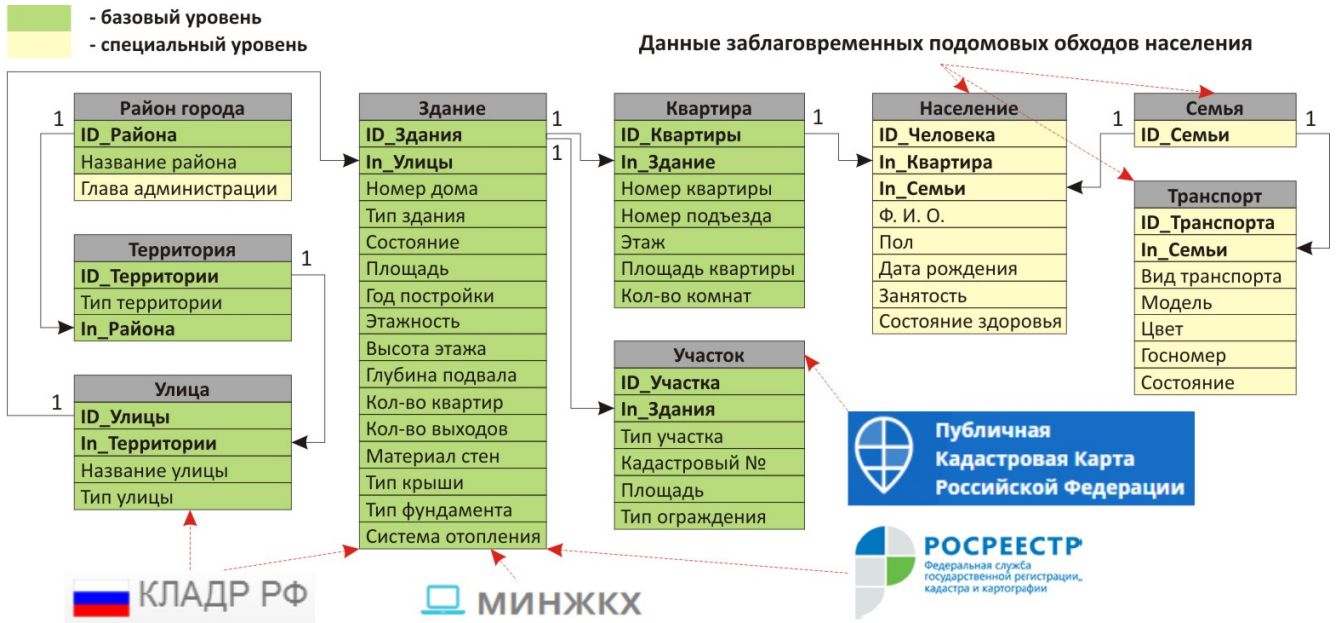 - базовый уровень
- специальный уровень
Данные заблаговременных подомовых обходов населения
Район города
1
ID_Района
Название района
Глава администрации
Территория
1
ID_Территории
Тип территории
In_Района
Улица
1
ID_Улицы
In_Территории
Название улицы
Тип улицы
Здание
ID_Здания
1
In_Улицы
1
Номер дома
Тип здания
Состояние
Площадь
Год постройки
Этажность
Высота этажа
Глубина подвала
Кол-во квартир
Кол-во выходов
Материал стен
Тип крыши
Тип фундамента
Система отопления
Квартира
ID_Квартиры
1
In_Здание
Номер квартиры
Номер подъезда
Этаж
Площадь квартиры
Кол-во комнат
Участок
ID_Участка
In_Здания
Тип участка
Кадастровый №
Площадь
Тип ограждения
Население
ID_Человека
In_Квартира
In_Семьи
Ф. И. О.
Пол
Дата рождения
Занятость
Состояние здоровья
Семья
1
ID_Семьи
1
Транспорт
ID_Транспорта
In_Семьи
Вид транспорта
Модель
Цвет
Госномер
Состояние
Публичная
Кадастровая Карта
Российской Федерации
КЛАДР РФ
МИНЖКХ
РОСРЕЕСТР
Федеральная служба
государственной регистрации,
кадастра и картографии